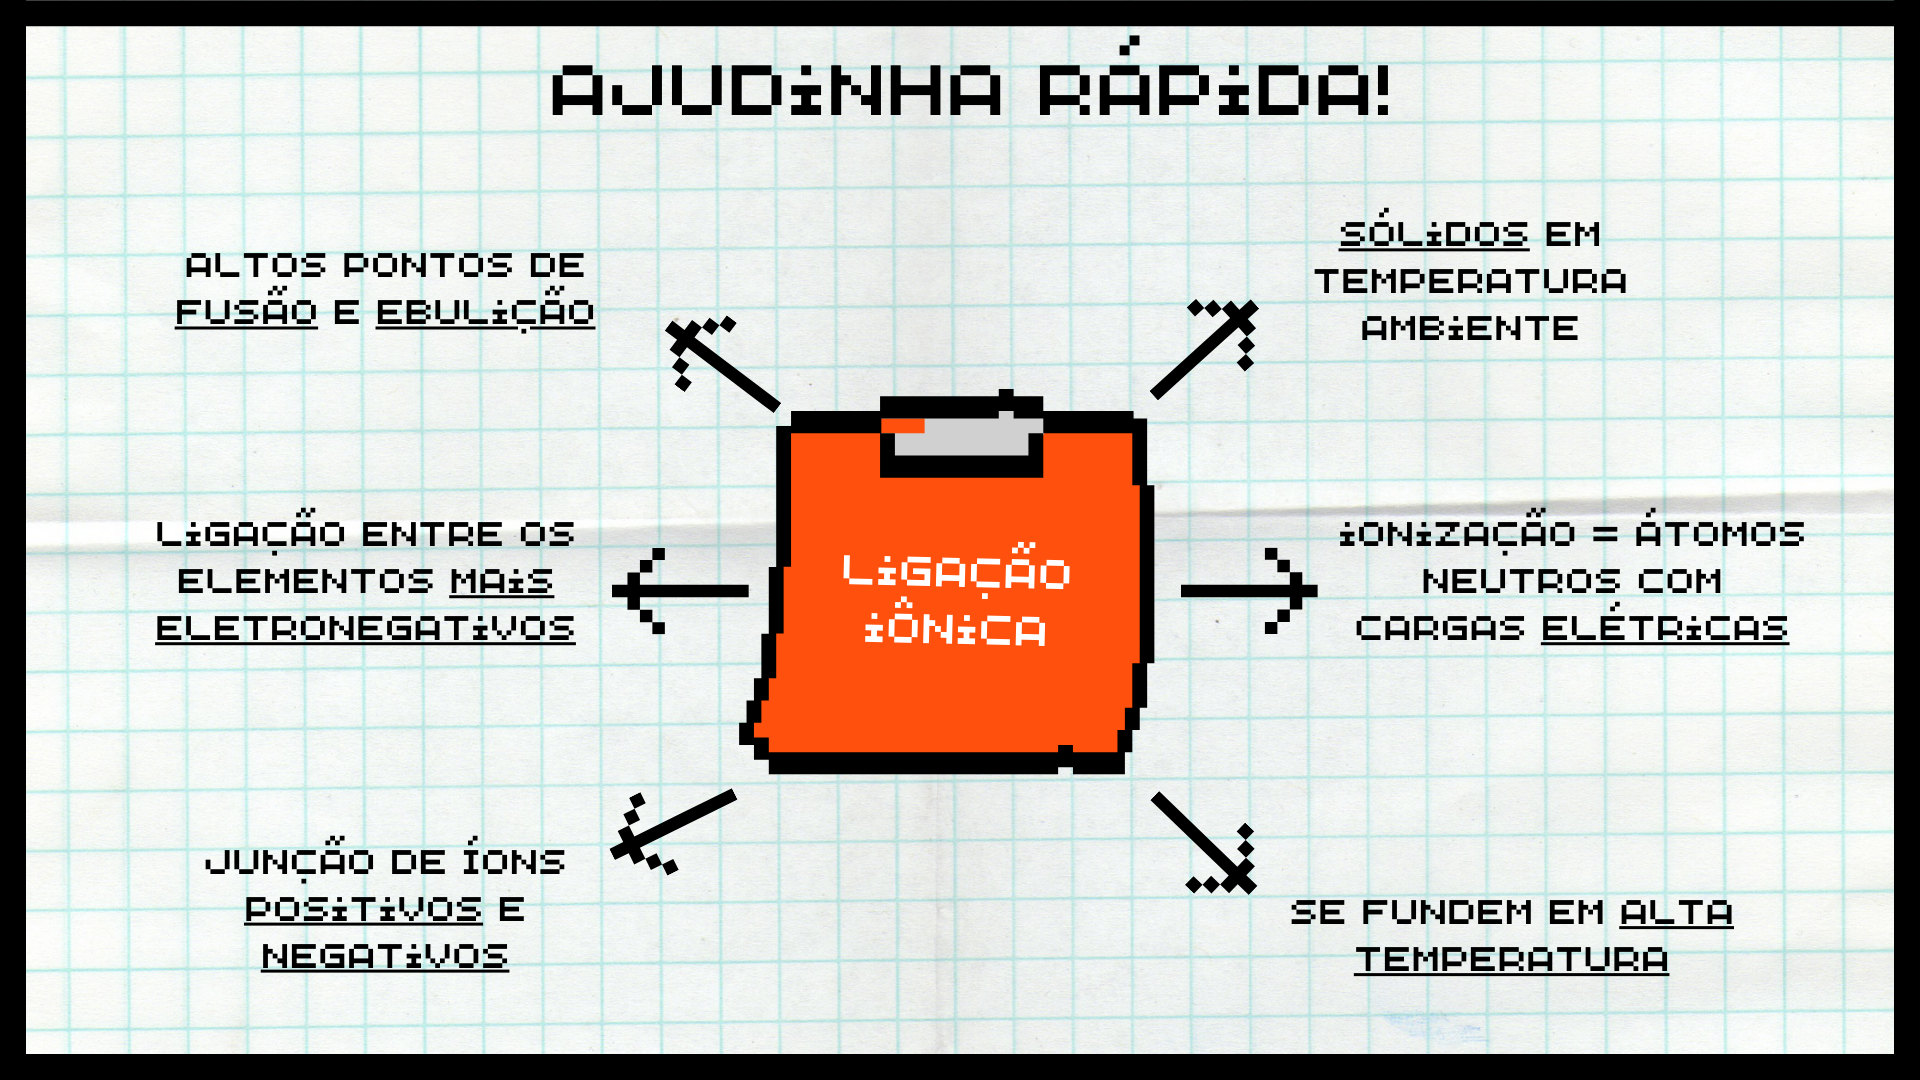 AJUDINHA RÁPIDA!
ALTOS PONTOS DE
FUSÃO E EBULIÇÃO
SÓLIDOS EM
TEMPERATURA
AMBIENTE
LIGAÇÃO ENTRE OS
ELEMENTOS MAIS
ELETRONEGATIVOS
LIGAÇÃO
IÔNICA
IONIZAÇÃO = ÁTOMOS
NEUTROS COM
CARGAS ELÉTRICAS
JUNÇÃO DE ÍONS
POSITIVOS E
NEGATIVOS
SE FUNDEM EM ALTA
TEMPERATURA